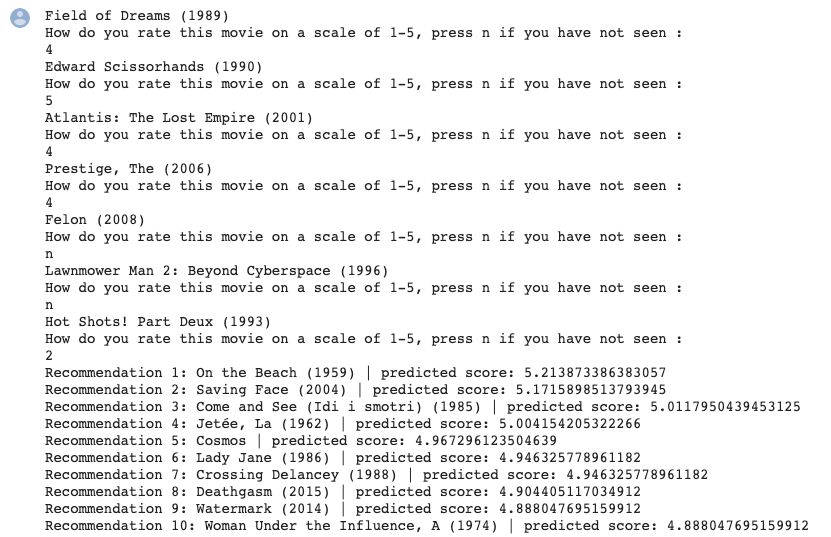 Field of Dreams (1989)
How do you rate this movie on a scale of 1-5, press n if you have not seen :
4
Edward Scissorhands (1990)
How do you rate this movie on a scale of 1-5, press n if you have not seen :
5
Atlantis: The Lost Empire (2001)
How do you rate this movie on a scale of 1-5, press n if you have not seen :
4
Prestige, The (2006)
How do you rate this movie on a scale of 1-5, press n if you have not seen :
4
Felon (2008)
How do you rate this movie on a scale of 1-5, press n if you have not seen :
n
Lawnmower Man 2: Beyond Cyberspace (1996)
How do you rate this movie on a scale of 1-5, press n if you have not seen :
n
Hot Shots! Part Deux (1993)
How do you rate this movie on a scale of 1-5, press n if you have not seen :
2
Recommendation 1: On the Beach (1959) | predicted score: 5.213873386383057
Recommendation 2: Saving Face (2004) | predicted score: 5.1715898513793945
Recommendation 3: Come and See (Idi i smotri) (1985) | predicted score: 5.0117950439453125
Recommendation 4: Jetée, La (1962) | predicted score: 5.004154205322266
Recommendation 5: Cosmos | predicted score: 4.967296123504639
Recommendation 6: Lady Jane (1986) | predicted score: 4.946325778961182
Recommendation 7: Crossing Delancey (1988) | predicted score: 4.946325778961182
Recommendation 8: Deathgasm (2015) | predicted score: 4.904405117034912
Recommendation 9: Watermark (2014) | predicted score: 4.888047695159912
Recommendation 10: Woman Under the Influence, A (1974) | predicted score: 4.888047695159912